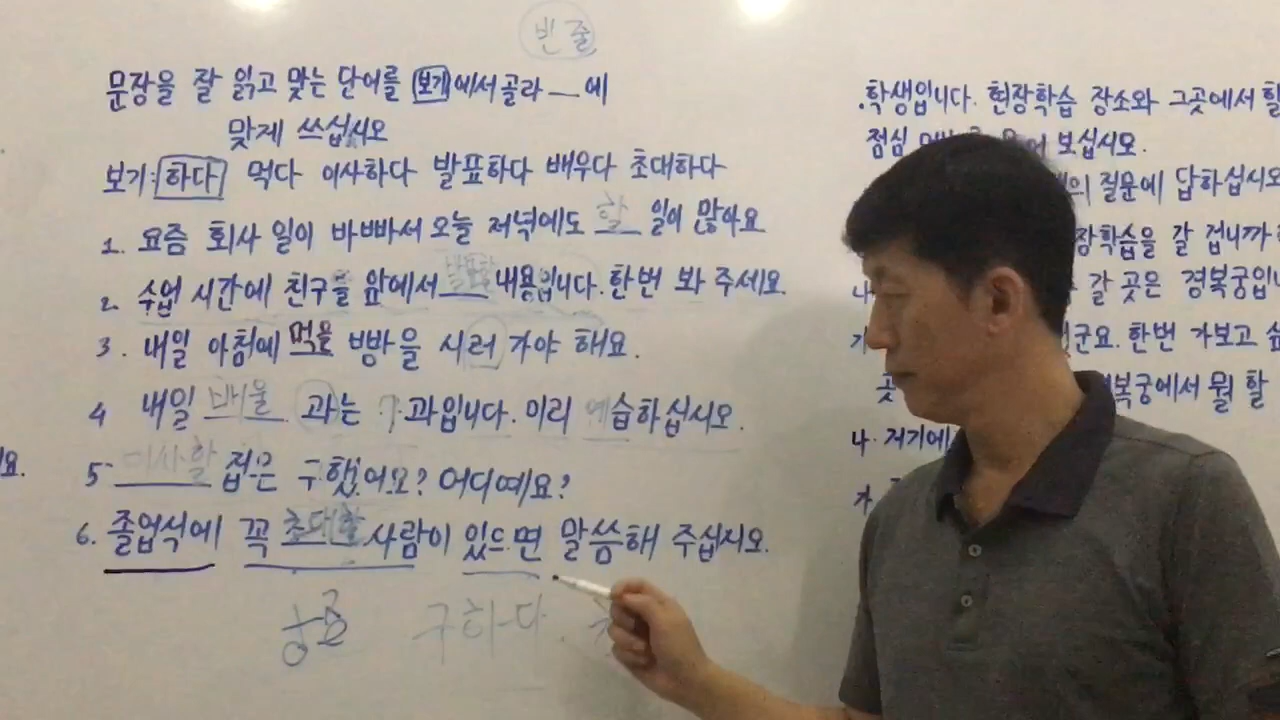 빈 줄
문장을 잘 읽고 맞는 단어를 보기에서 골라 __에
맞게 쓰십시오
보기: 하다 먹다 이사하다 발표하다 배우다 초대하다
1. 요즘 회사 일이 바빠서 오늘 저녁에도 할 일이 많아요
2. 수업 시간에 친구들 앞에서 발표할 내용입니다. 한번 봐 주세요.
3. 내일 아침에 먹을 빵을 사러 가야 해요.
4 내일 배울 과는 7과입니다. 미리 예습하십시오.
5 이사할 집은 구했어요? 어디예요?
6. 졸업식에 꼭 초대할 사람이 있으면 말씀해 주십시오.
구하다.
요.
.학생입니다. 현장학습 장소와 그곳에서 할
점심 보십시오.
질문에 답하십시오
장학습을 갈 겁니까
나 갈 곳은 경복궁입니
가 한번 가보고 싶
곳 복궁에서 뭘 할
나. 저기에
가